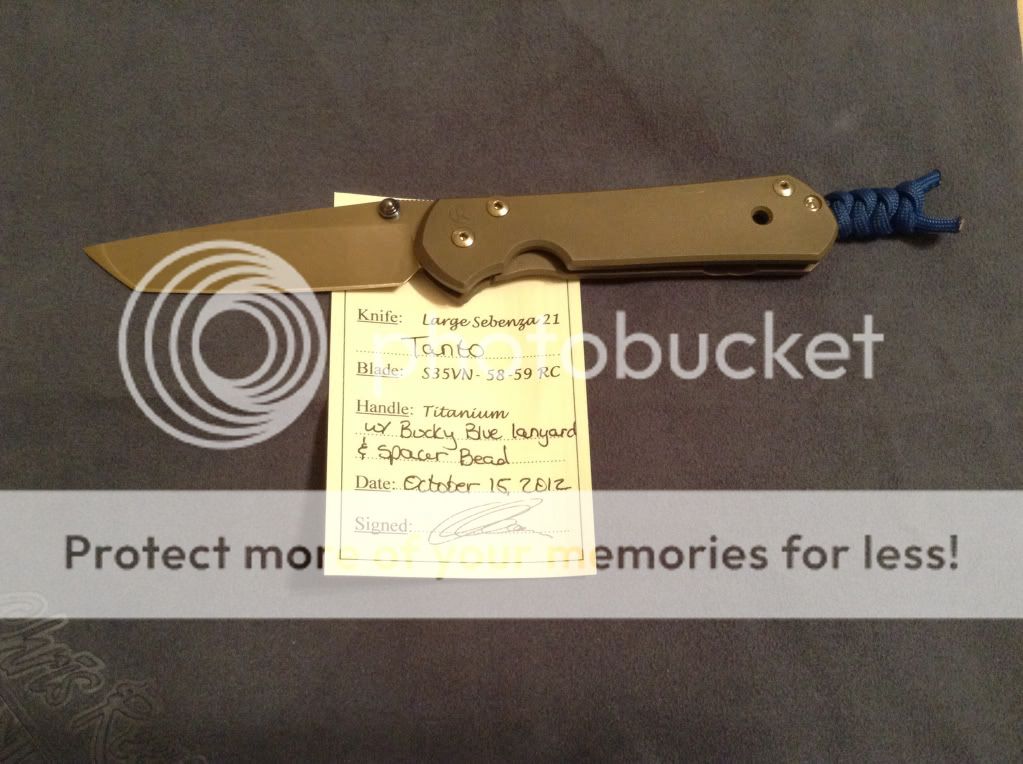 Knife: Large Sebenza 21
Tanto
Blade: S35VN - 58-59 RC
Handle: Titanium
w/ Bucky Blue lanyard
& Spacer Bead
Date: October 15, 2012
Signed:
photobucket
Protect more of your memories for less!
Chris